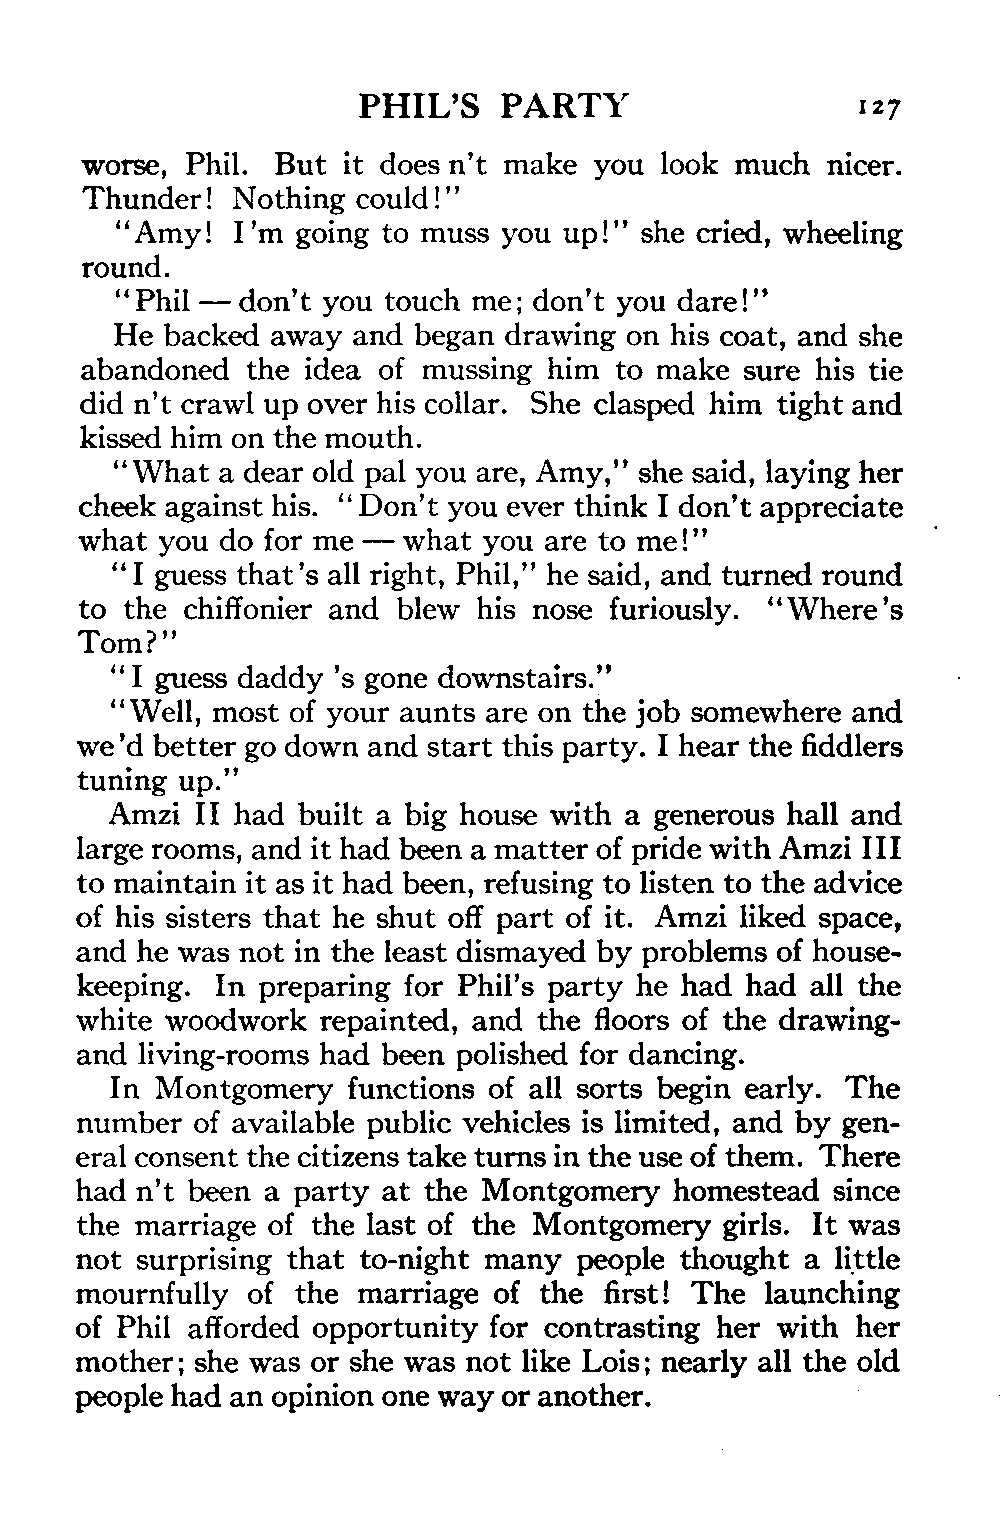 PHIL'S PARTY 127
worse, Phil. But it does n't make you look much nicer.
Thunder! Nothing could!"
"Amy! I'm going to muss you up!" she cried, wheeling
round.
"Phil — don't you touch me; don't you dare!"
He backed away and began drawing on his coat, and she
abandoned the idea of mussing him to make sure his tie
did n't crawl up over his collar. She clasped him tight and
kissed him on the mouth.
"What a dear old pal you are, Amy," she said, laying her
cheek against his. "Don't you ever think I don't appreciate
what you do for me — what you are to me!"
"I guess that's all right, Phil," he said, and turned round
to the chiffonier and blew his nose furiously. "Where's
Tom?"
"I guess daddy 's gone downstairs."
"Well, most of your aunts are on the job somewhere and
we'd better go down and start this party. I hear the fiddlers
tuning up."
Amzi II had built a big house with a generous hall and
large rooms, and it had been a matter of pride with Amzi III
to maintain it as it had been, refusing to listen to the advice
of his sisters that he shut off part of it. Amzi liked space,
and he was not in the least dismayed by problems of house-
keeping. In preparing for Phil's party he had had all the
white woodwork repainted, and the floors of the drawing-
and living-rooms had been polished for dancing.
In Montgomery functions of all sorts begin early. The
number of available public vehicles is limited, and by gen-
eral consent the citizens take turns in the use of them. There
had n't been a party at the Montgomery homestead since
the marriage of the last of the Montgomery girls. It was
not surprising that to-night many people thought a little
mournfully of the marriage of the first! The launching
of Phil afforded opportunity for contrasting her with her
mother; she was or she was not like Lois; nearly all the old
people had an opinion one way or another.